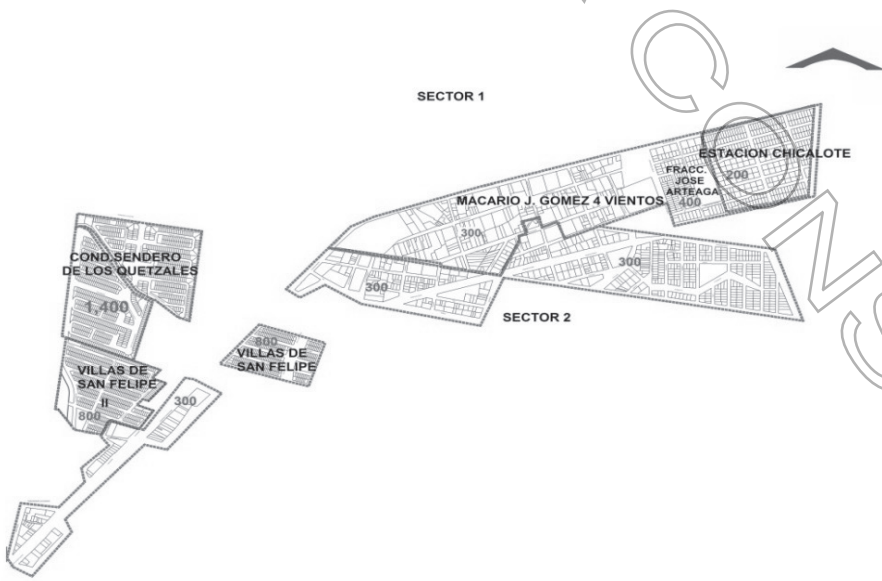 SECTOR 1
ESTACION CHICALOTE
200
FRACC.
JOSE
ARTEAGA
400
MACARIO J. GOMEZ 4 VIENTOS
300
300
300
SECTOR 2
COND.SENDERO
DE LOS QUETZALES
1,400
800
VILLAS DE
SAN FELIPE
VILLAS DE
SAN FELIPE
II
800
300
CONS